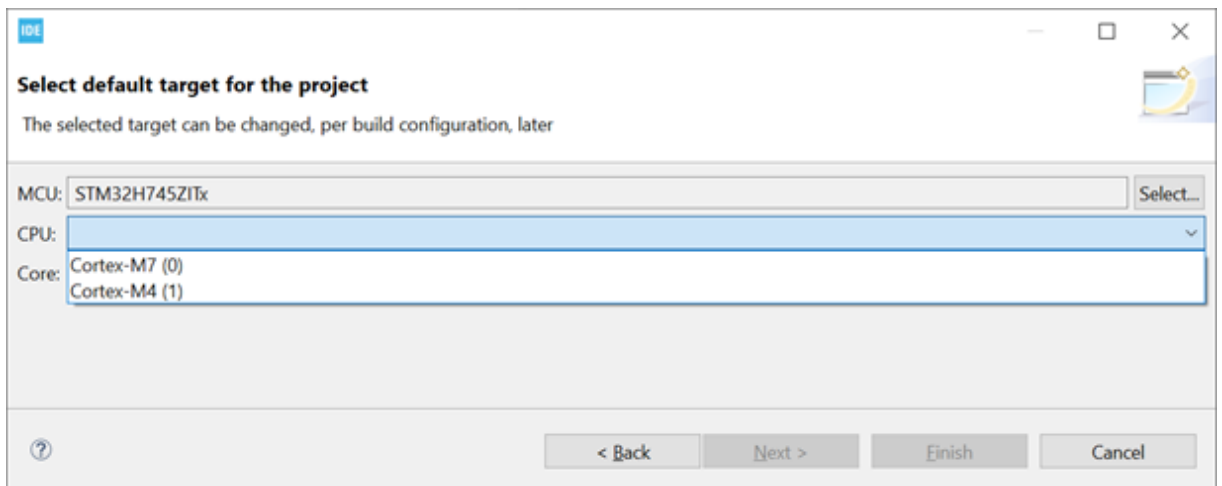 IDE
Select default target for the project
The selected target can be changed, per build configuration, later
MCU: STM32H745ZITx Select...
CPU:
Core: Cortex-M7 (0)
Cortex-M4 (1)
? < Back Next > Finish Cancel